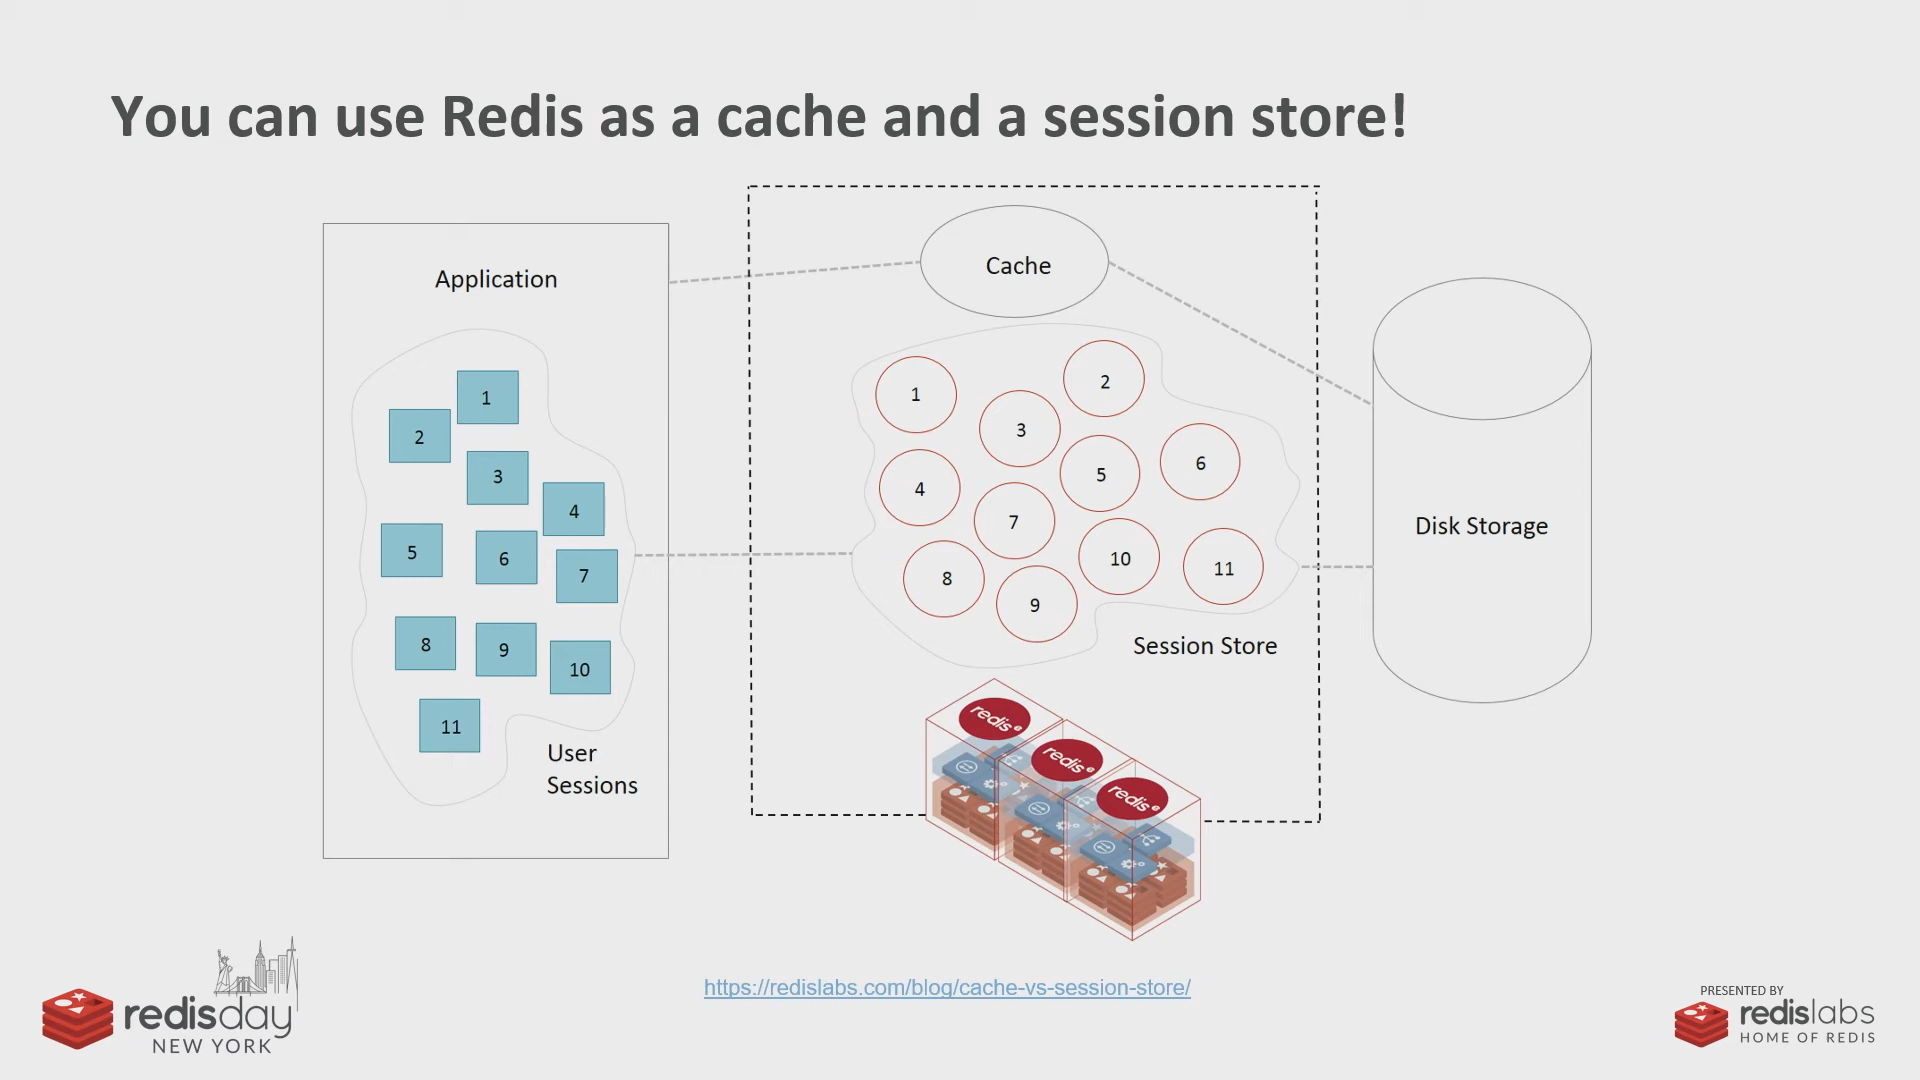 You can use Redis as a cache and a session store!
Application
1
2
3
4
5
6
7
8
9
10
11
User
Sessions
Cache
1
2
3
4
5
6
7
8
9
10
11
Session Store
redis
redis
redis
Disk Storage
https://redislabs.com/blog/cache-vs-session-store/
redisday
NEW YORK
PRESENTED BY
redislabs
HOME OF REDIS